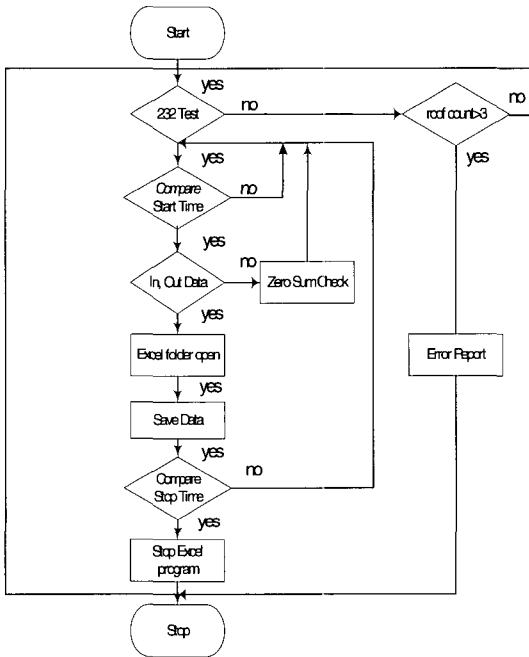 Start
yes
232 Test
no
roof count>3
no
yes
yes
Compare
Start Time
no
yes
In, Out Data
no
Zero Sum Check
yes
Excel folder open
Error Report
yes
Save Data
yes
Compare
Stop Time
no
yes
Stop Excel
program
Stop